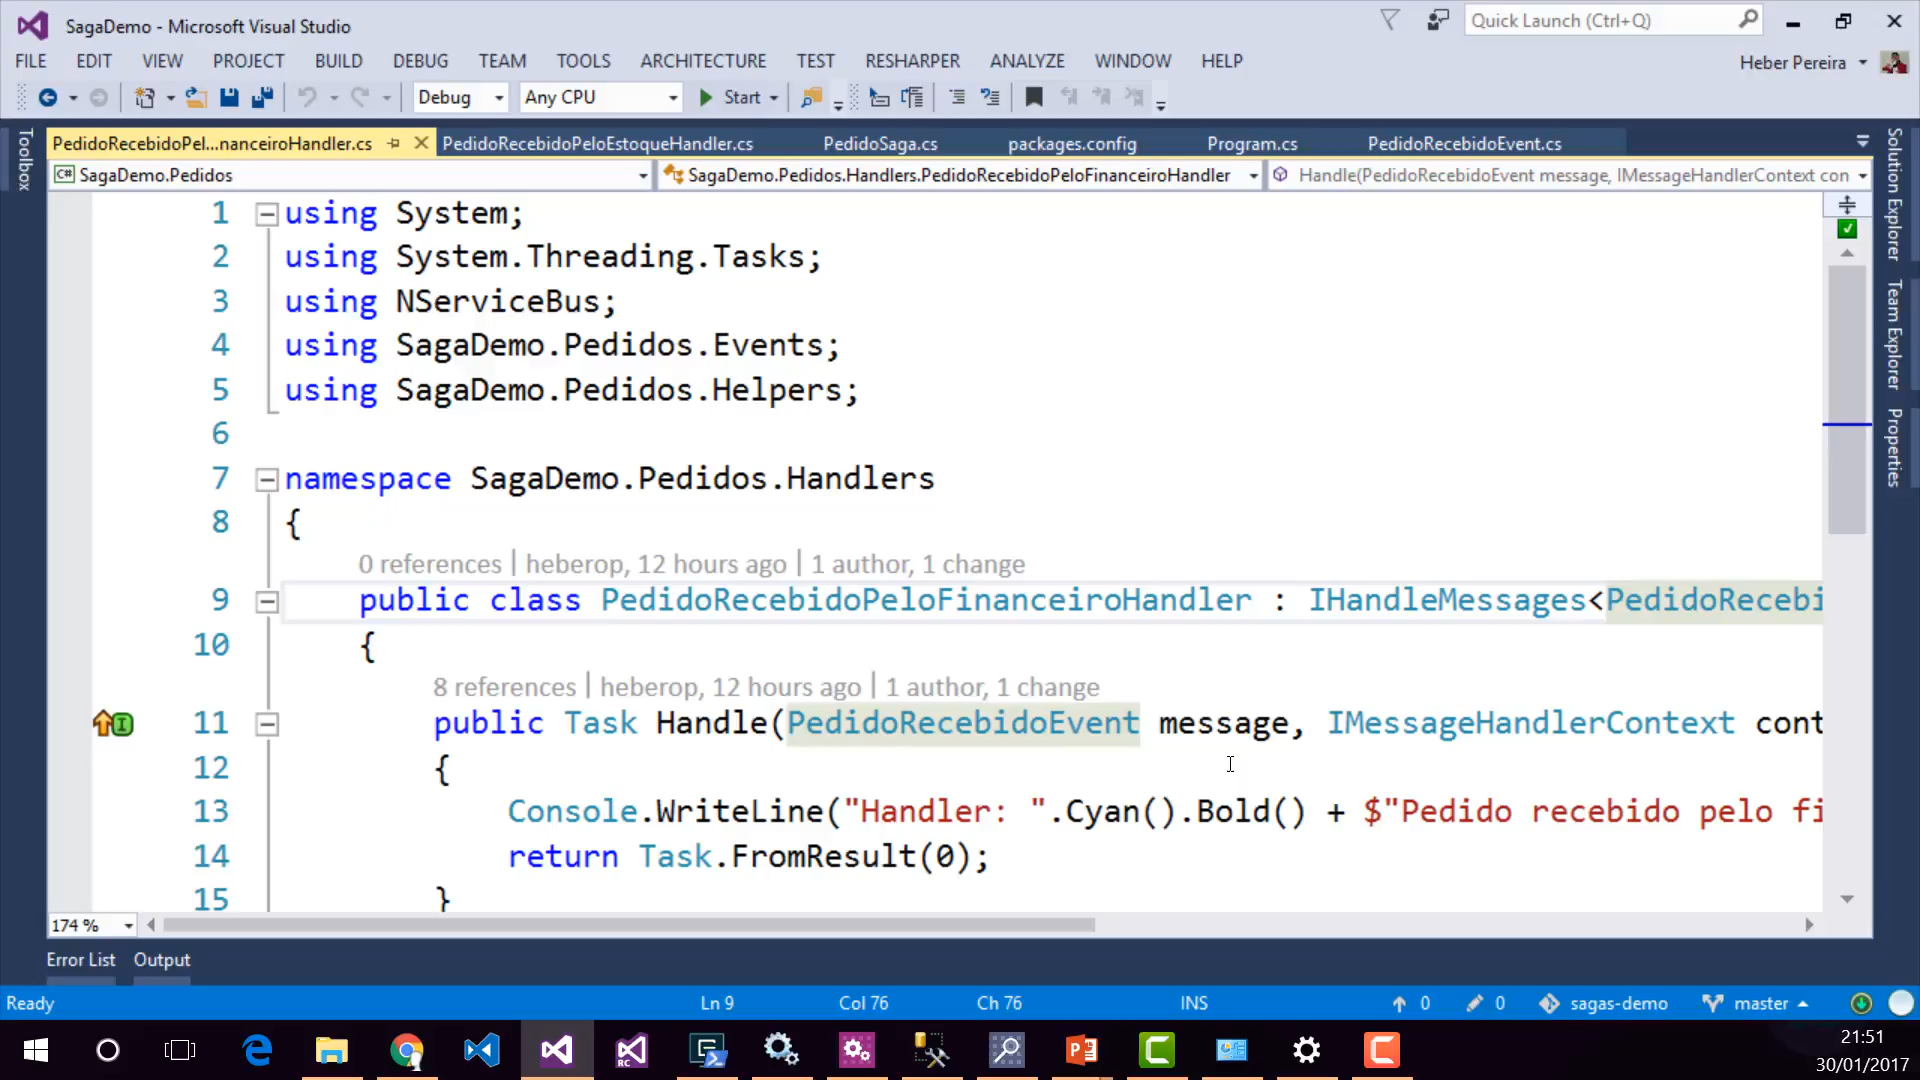 SagaDemo - Microsoft Visual Studio
Quick Launch (Ctrl+Q)
FILE EDIT VIEW PROJECT BUILD DEBUG TEAM TOOLS ARCHITECTURE TEST RESHARPER ANALYZE WINDOW HELP
Heber Pereira
Debug Any CPU Start
PedidoRecebidoPel...nanceiroHandler.cs PedidoRecebidoPeloEstoqueHandler.cs PedidoSaga.cs packages.config Program.cs PedidoRecebidoEvent.cs
C# SagaDemo.Pedidos SagaDemo.Pedidos.Handlers.PedidoRecebidoPeloFinanceiroHandler Handle(PedidoRecebidoEvent message, IMessageHandlerContext con
Toolbox
Solution Explorer
Team Explorer
Properties
1 using System;
2 using System.Threading.Tasks;
3 using NServiceBus;
4 using SagaDemo.Pedidos.Events;
5 using SagaDemo.Pedidos.Helpers;
6
7 namespace SagaDemo.Pedidos.Handlers
8 {
0 references | heberop, 12 hours ago | 1 author, 1 change
9 public class PedidoRecebidoPeloFinanceiroHandler : IHandleMessages<PedidoRecebi
10 {
8 references | heberop, 12 hours ago | 1 author, 1 change
11 public Task Handle(PedidoRecebidoEvent message, IMessageHandlerContext cont
12 {
13 Console.WriteLine("Handler: ".Cyan().Bold() + $"Pedido recebido pelo fi
14 return Task.FromResult(0);
15 }
174 %
Error List Output
Ready Ln 9 Col 76 Ch 76 INS 0 0 sagas-demo master
RC
21:51
30/01/2017